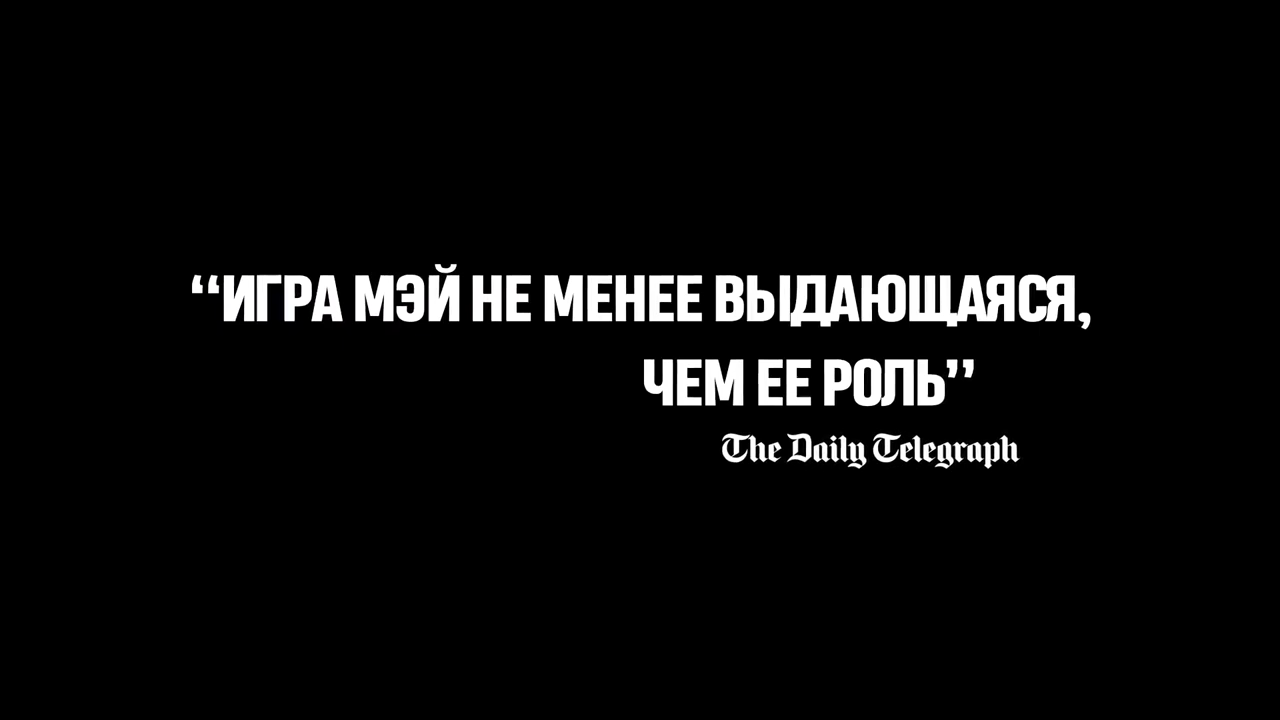 “ИГРА МЭЙ НЕ МЕНЕЕ ВЫДАЮЩАЯСЯ,
ЧЕМ ЕЕ РОЛЬ”
The Daily Telegraph